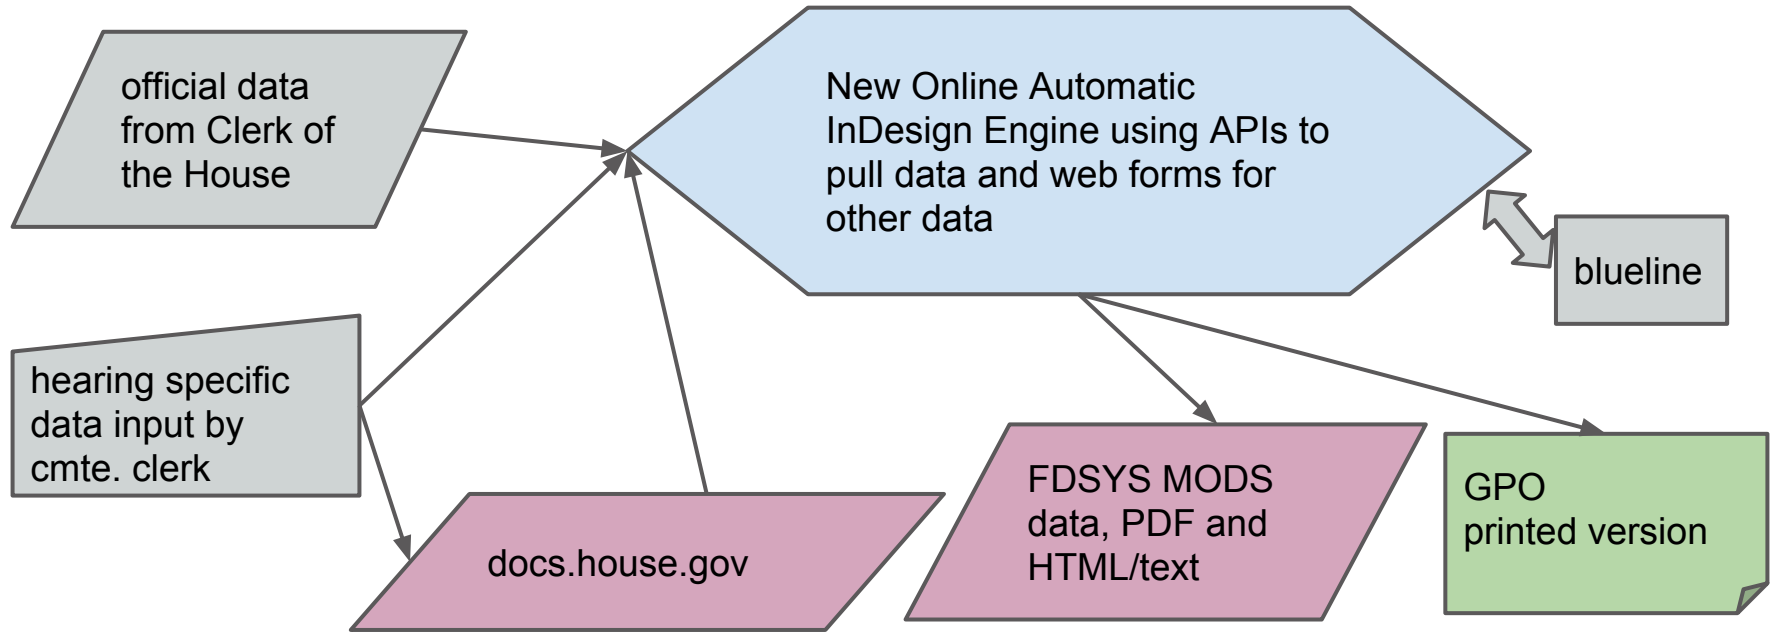 official data
from Clerk of
the House
New Online Automatic
InDesign Engine using APIs to
pull data and web forms for
other data
blueline
hearing specific
data input by
cmte. clerk
docs.house.gov
FDSYS MODS
data, PDF and
HTML/text
GPO
printed version